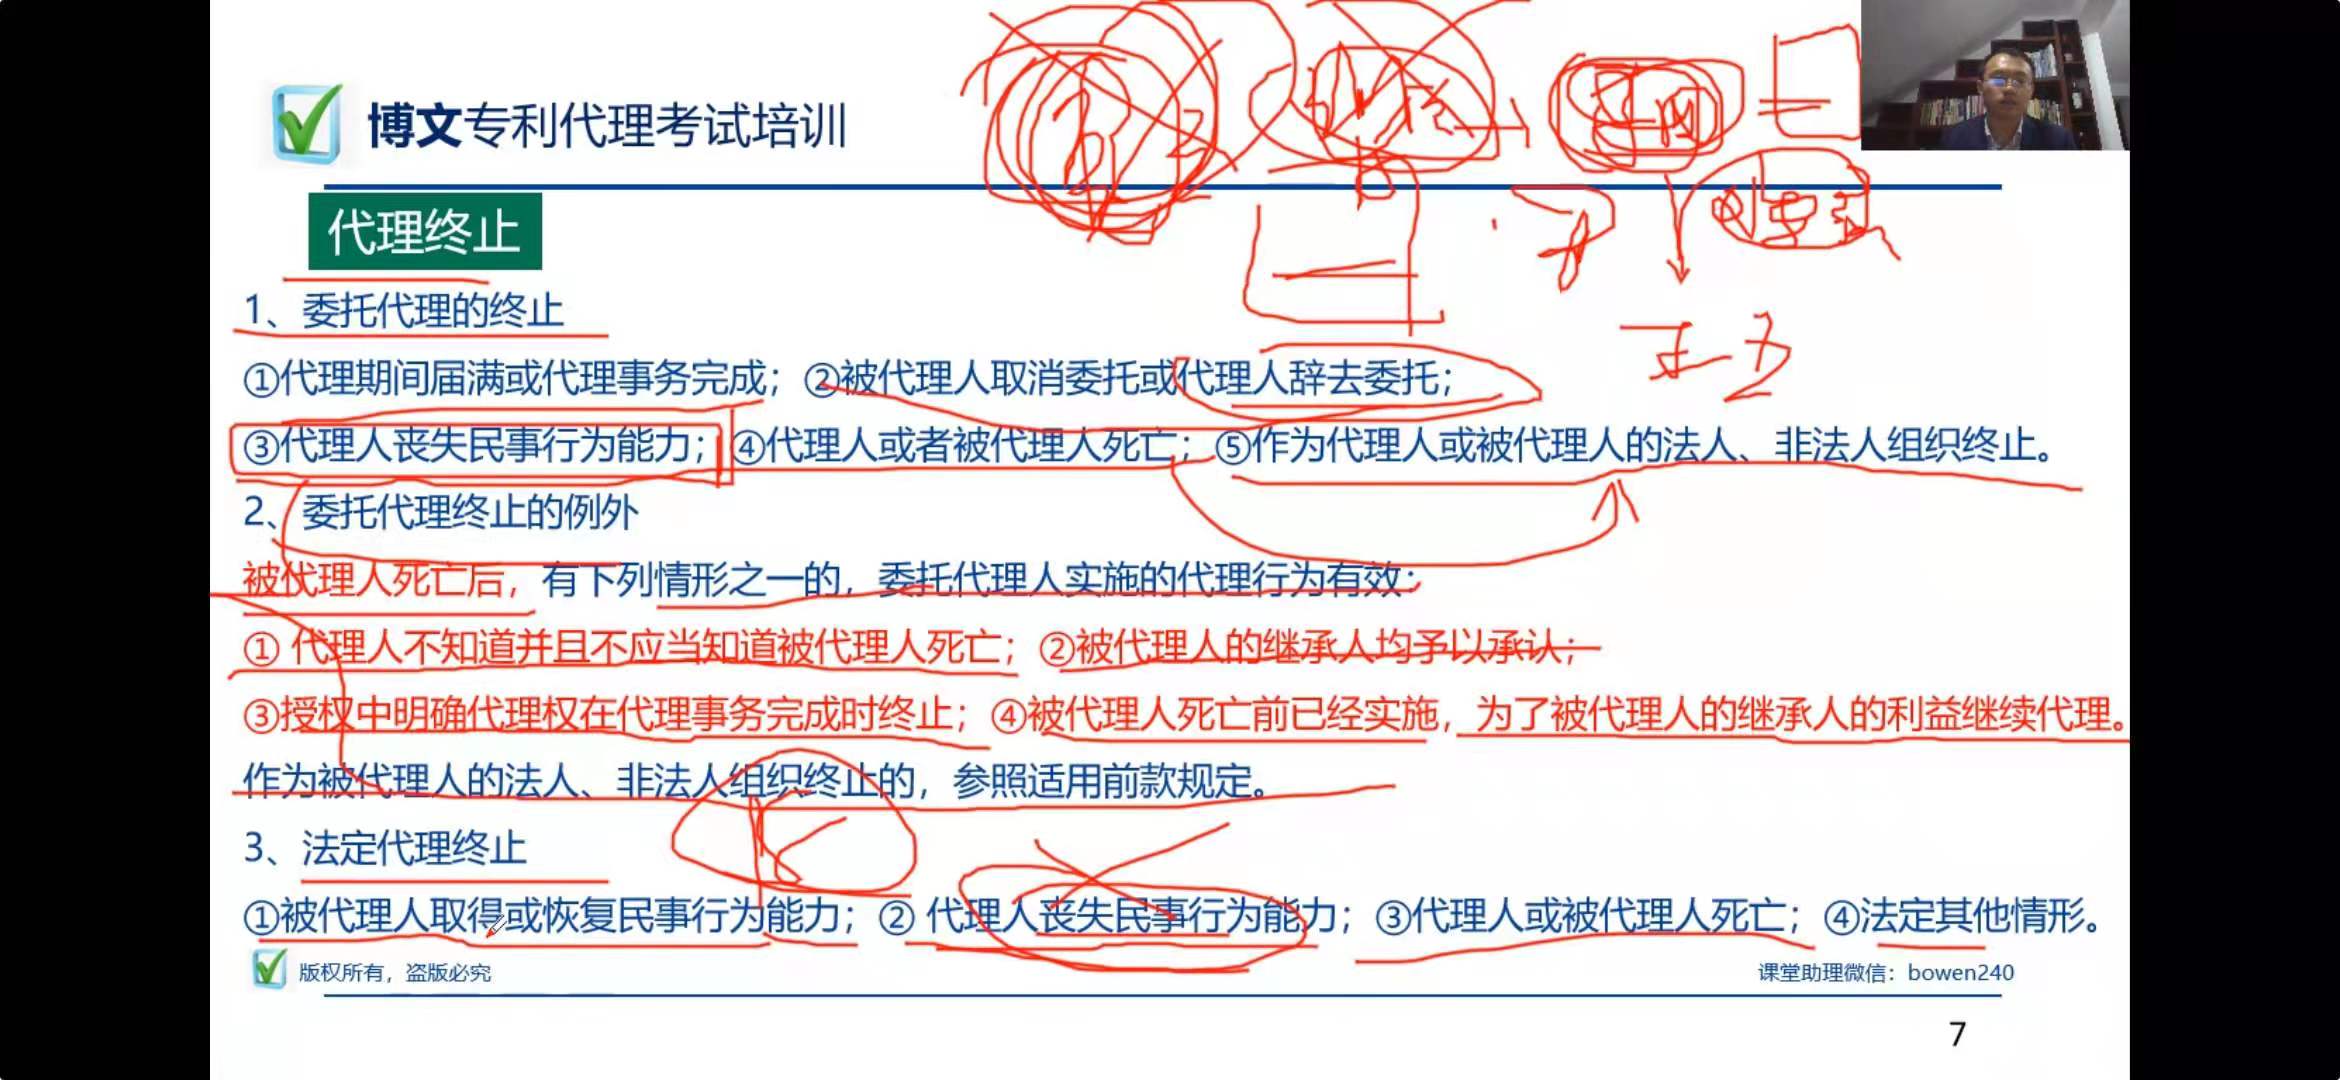 博文专利代理考试培训
代理终止
1、委托代理的终止
①代理期间届满或代理事务完成；②被代理人取消委托或代理人辞去委托；
③代理人丧失民事行为能力；④代理人或者被代理人死亡；⑤作为代理人或被代理人的法人、非法人组织终止。
2、委托代理终止的例外
被代理人死亡后，有下列情形之一的，委托代理人实施的代理行为有效：
① 代理人不知道并且不应当知道被代理人死亡；②被代理人的继承人均予以承认；
③授权中明确代理权在代理事务完成时终止；④被代理人死亡前已经实施，为了被代理人的继承人的利益继续代理。
作为被代理人的法人、非法人组织终止的，参照适用前款规定。
3、法定代理终止
①被代理人取得或恢复民事行为能力；② 代理人丧失民事行为能力；③代理人或被代理人死亡；④法定其他情形。
版权所有，盗版必究
课堂助理微信：bowen240
7